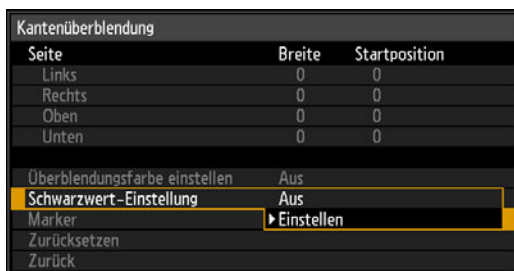 Kantenüberblendung
Seite Breite Startposition
Links 0 0
Rechts 0 0
Oben 0 0
Unten 0 0
Überblendungsfarbe einstellen Aus
Schwarzwert-Einstellung Aus
Marker Einstellen
Zurücksetzen
Zurück